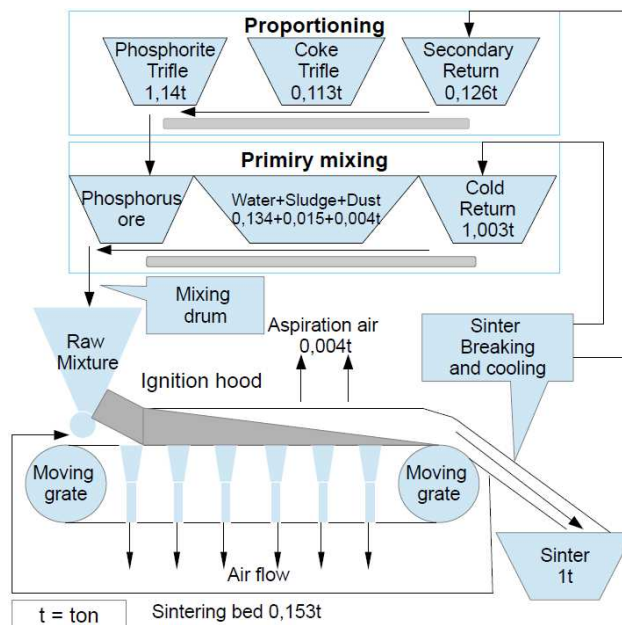 Proportioning
Phosphorite
Trifle
1,14t
Coke
Trifle
0,113t
Secondary
Return
0,126t
Primiry mixing
Phosphorus
ore
Water+Sludge+Dust
0,134+0,015+0,004t
Cold
Return
1,003t
Mixing
drum
Raw
Mixture
Aspiration air
0,004t
Sinter
Breaking
and cooling
Ignition hood
Moving
grate
Moving
grate
Air flow
Sinter
1t
t = ton
Sintering bed 0,153t